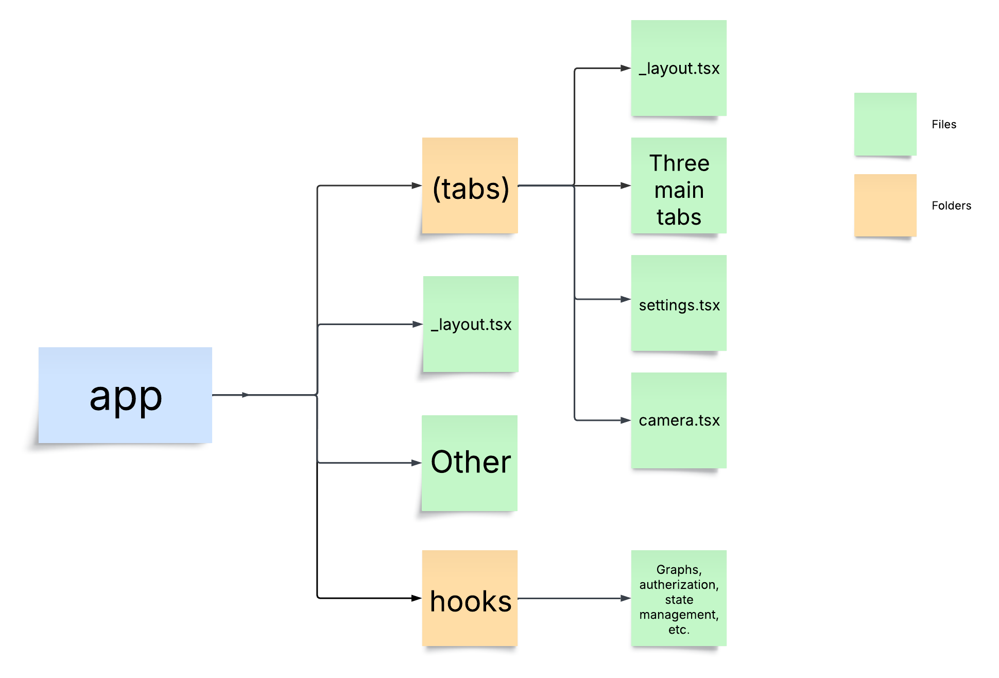 _layout.tsx
Files
(tabs)
Three
main
tabs
Folders
_layout.tsx
settings.tsx
app
camera.tsx
Other
hooks
Graphs,
autherization,
state
management,
etc.